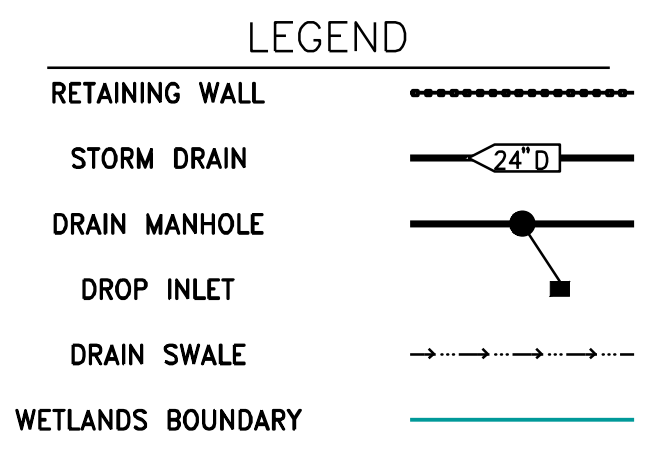 LEGEND
RETAINING WALL
STORM DRAIN 24"D
DRAIN MANHOLE
DROP INLET
DRAIN SWALE
WETLANDS BOUNDARY